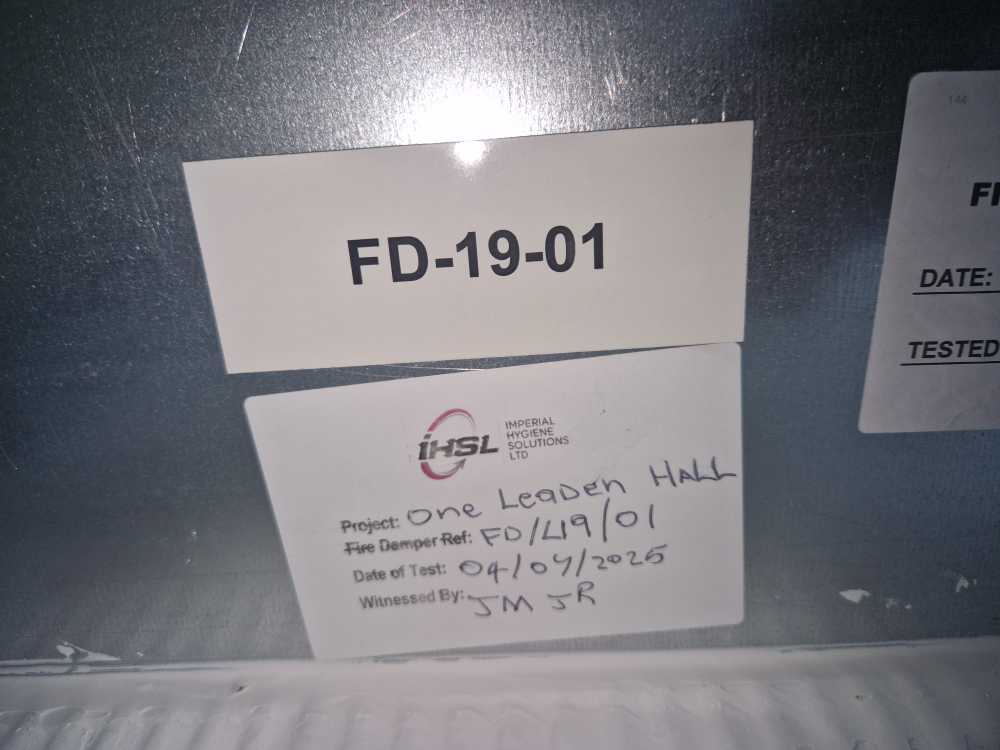 FD-19-01
IHSL
IMPERIAL
HYGIENE
SOLUTIONS
LTD
Project: One Leaden Hall
Fire Damper Ref: FD/L19/01
Date of Test: 04/04/2025
Witnessed By: JM JR
144
DATE:
TESTED